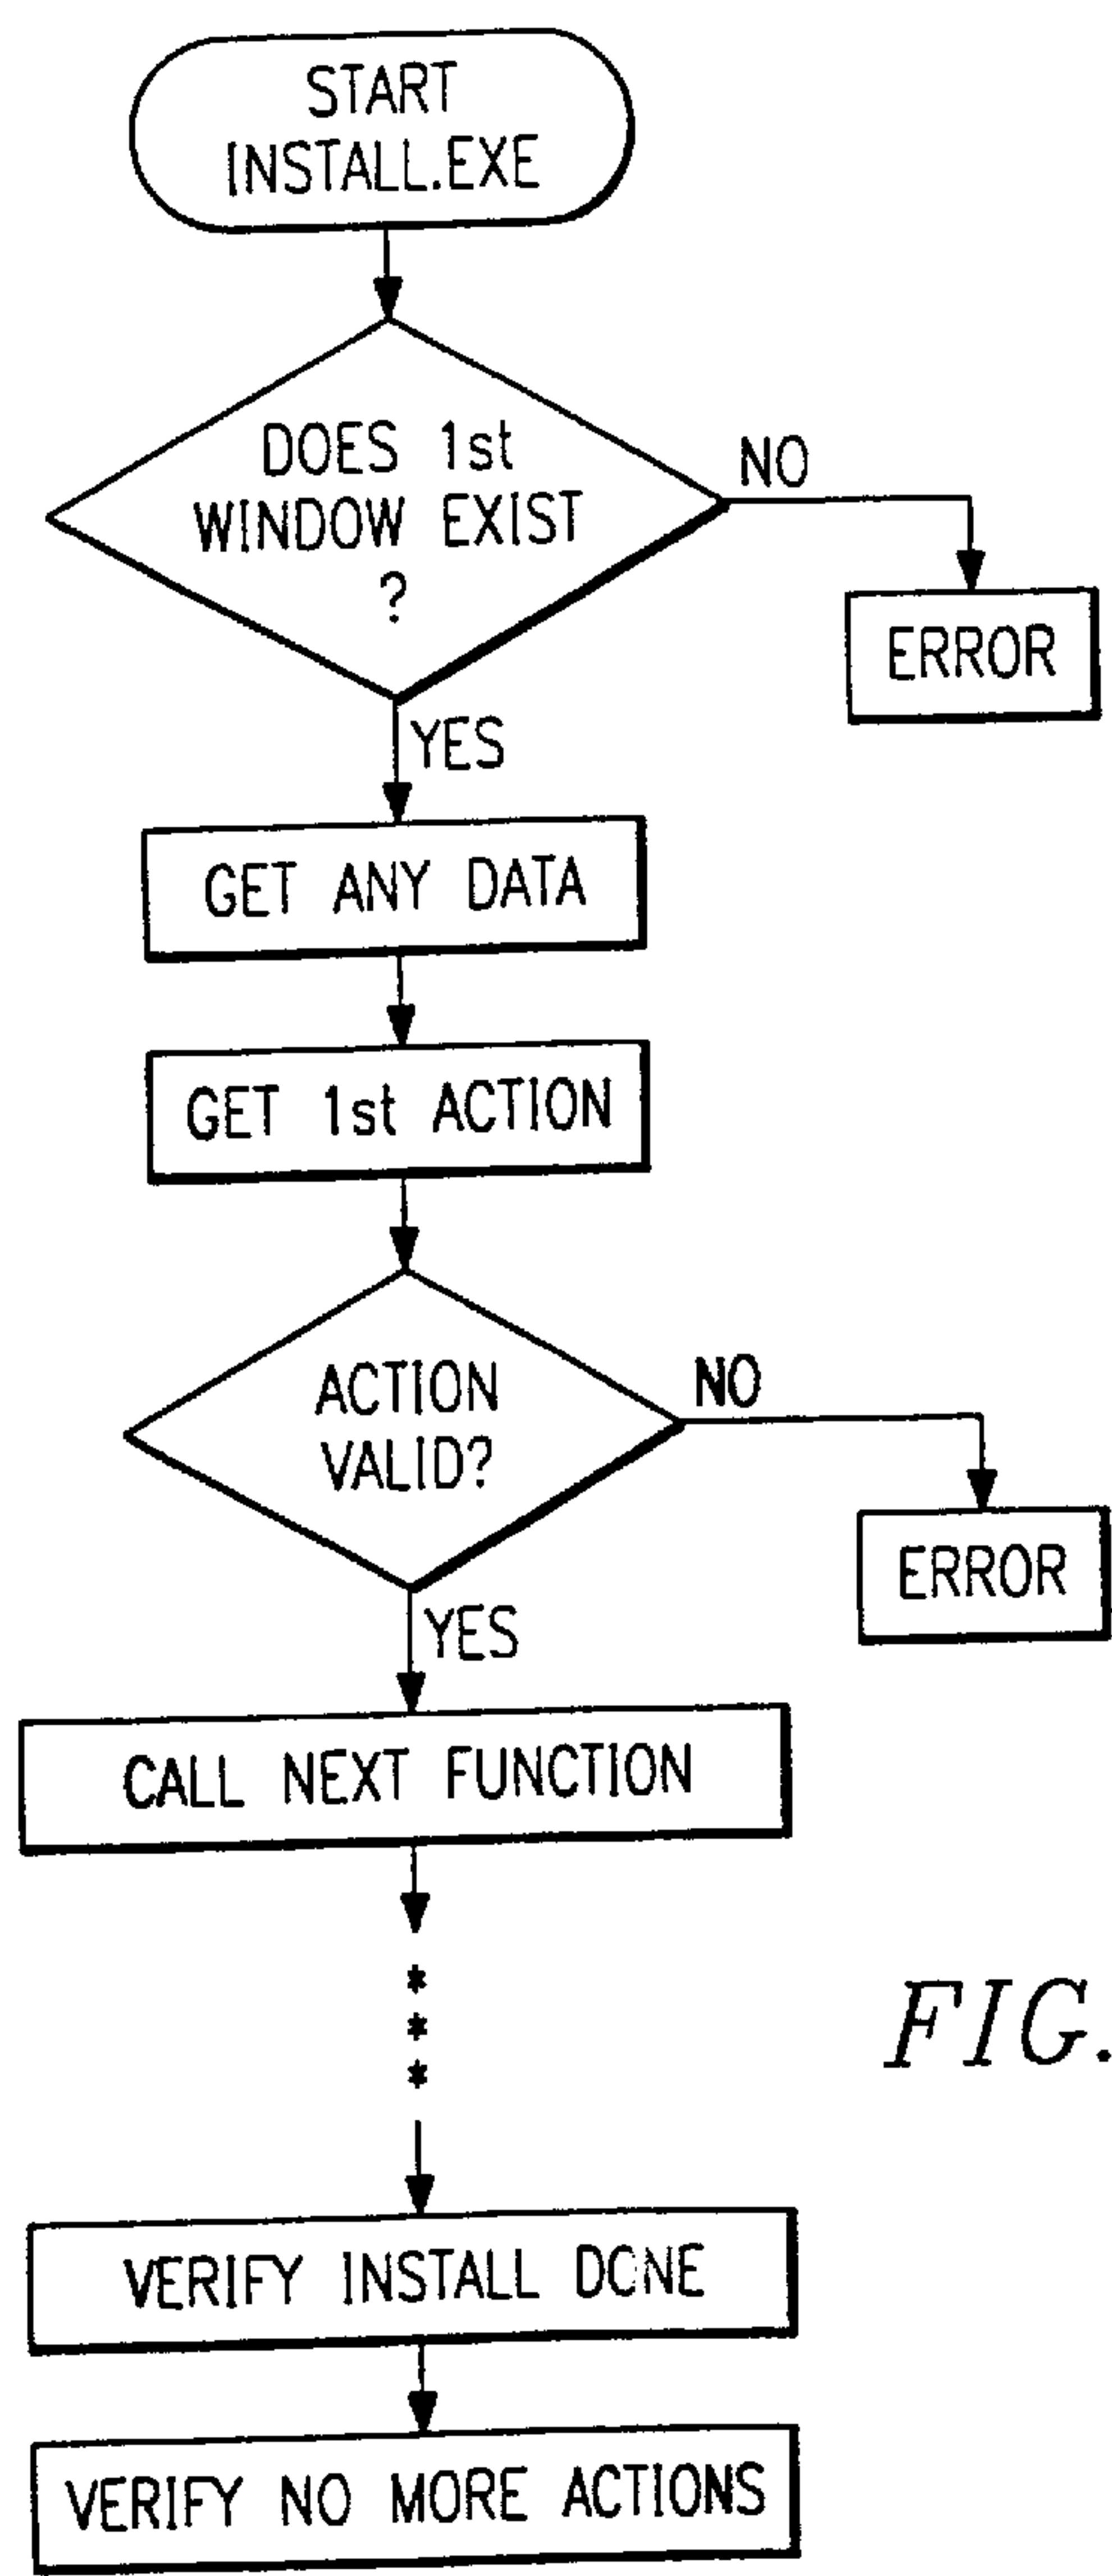 START
INSTALL.EXE
DOES 1st
WINDOW EXIST
?
NO
ERROR
YES
GET ANY DATA
GET 1st ACTION
ACTION
VALID?
NO
ERROR
YES
CALL NEXT FUNCTION
*
*
*
FIG.
VERIFY INSTALL DONE
VERIFY NO MORE ACTIONS